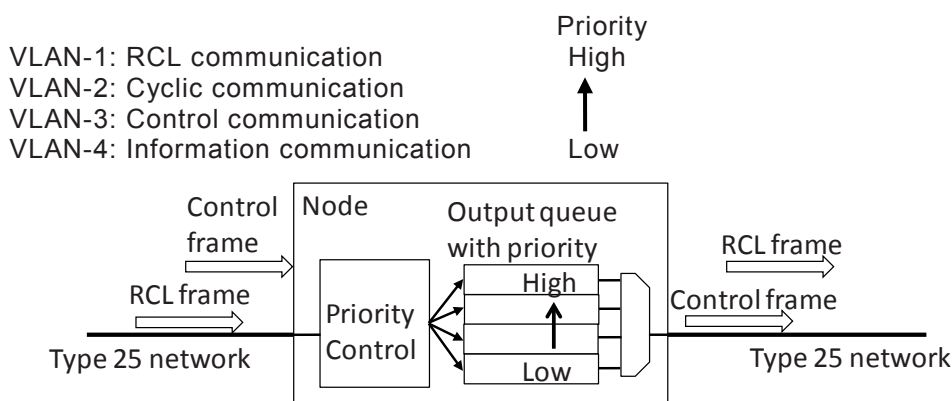 Priority
VLAN-1: RCL communication High
VLAN-2: Cyclic communication
VLAN-3: Control communication
VLAN-4: Information communication Low
Control
frame
RCL frame
Type 25 network
Node
Priority
Control
Output queue
with priority
High
Low
RCL frame
Control frame
Type 25 network